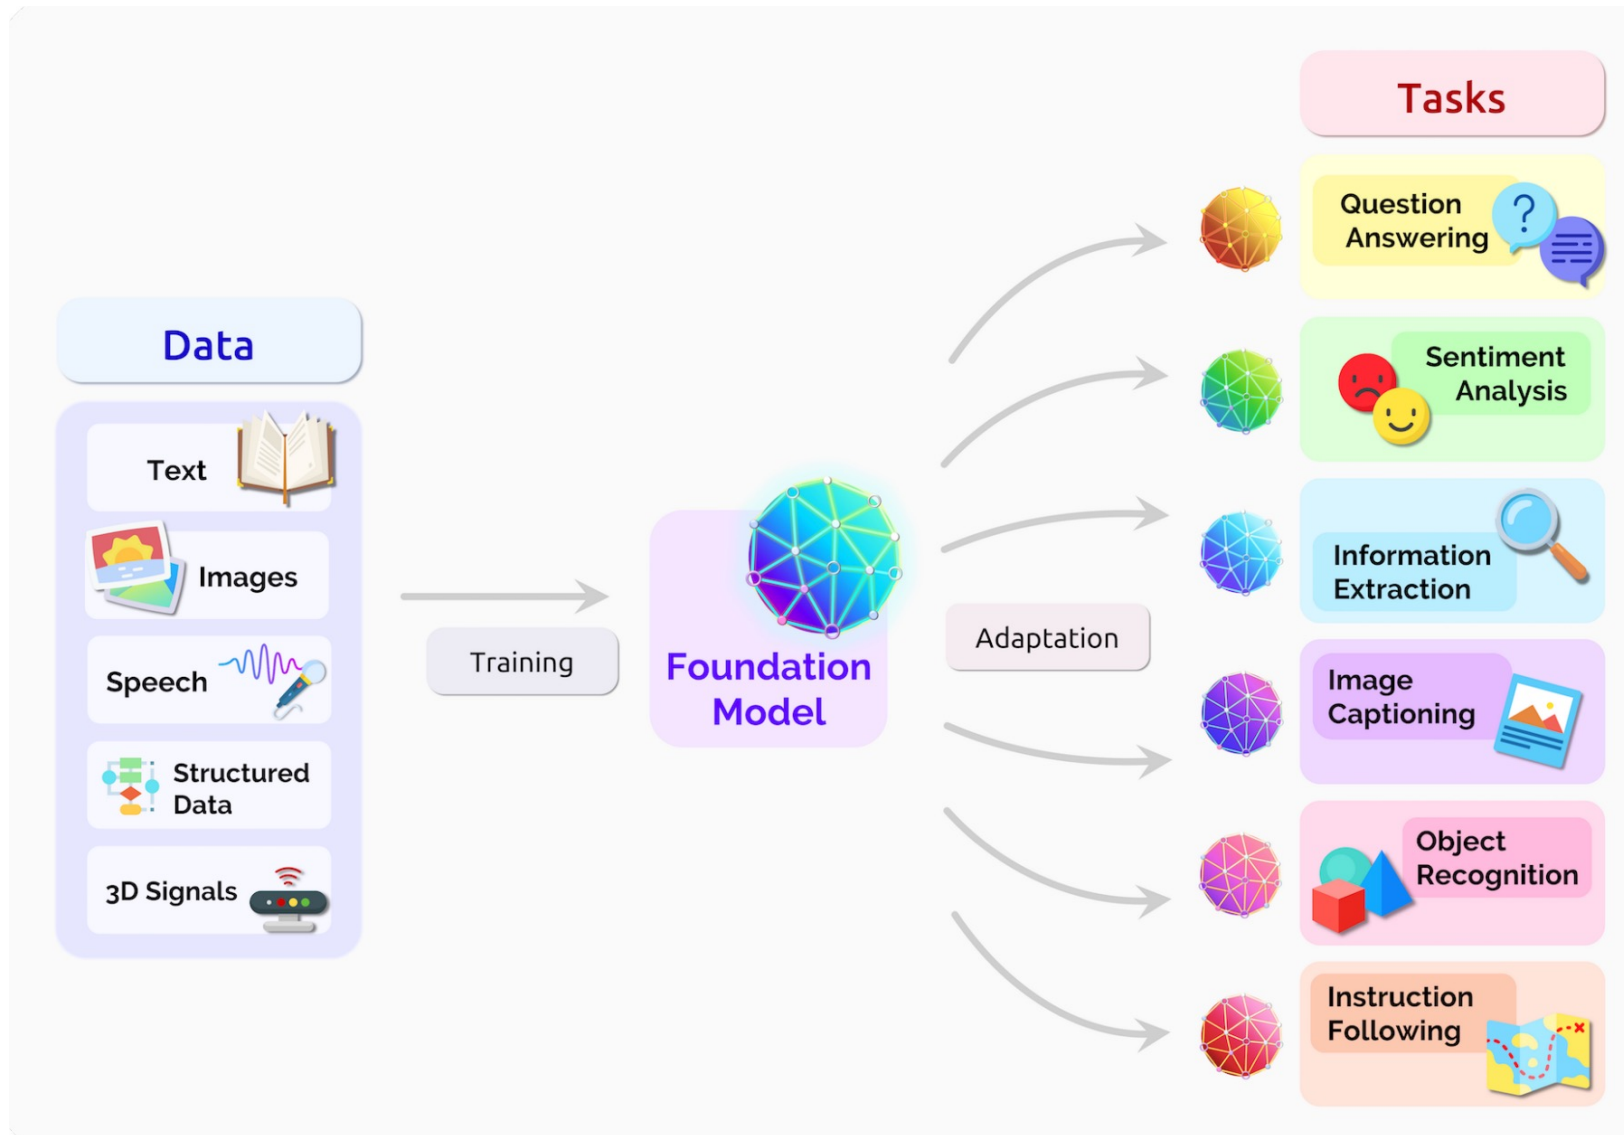 Data
Text
Images
Speech
Structured
Data
3D Signals
Training
Foundation
Model
Adaptation
Tasks
Question
Answering
Sentiment
Analysis
Information
Extraction
Image
Captioning
Object
Recognition
Instruction
Following